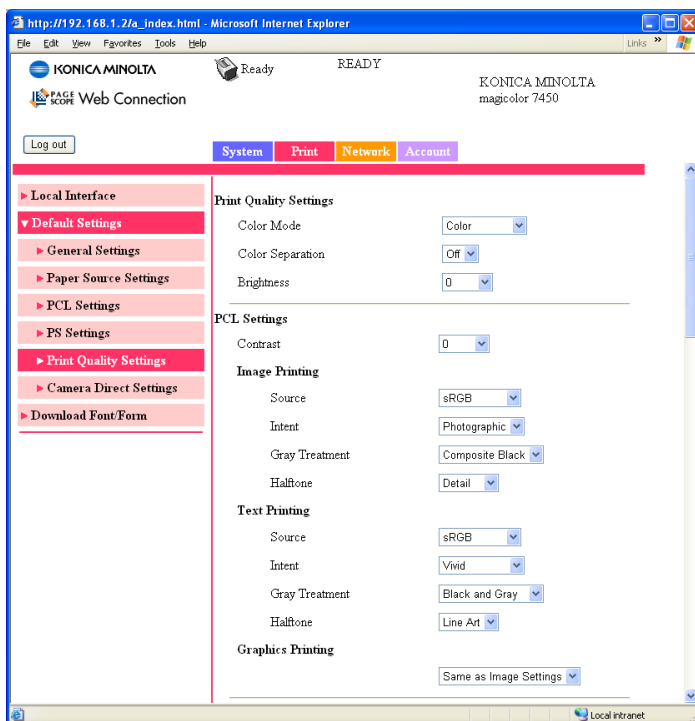 http://192.168.1.2/a_index.html - Microsoft Internet Explorer
File Edit View Favorites Tools Help Links »
KONICA MINOLTA Ready READY
KONICA MINOLTA
PAGE SCOPE Web Connection magicolor 7450
Log out
System Print Network Account
Local Interface
Default Settings
General Settings
Paper Source Settings
PCL Settings
PS Settings
Print Quality Settings
Camera Direct Settings
Download Font/Form
Print Quality Settings
Color Mode Color
Color Separation Off
Brightness 0
PCL Settings
Contrast 0
Image Printing
Source sRGB
Intent Photographic
Gray Treatment Composite Black
Halftone Detail
Text Printing
Source sRGB
Intent Vivid
Gray Treatment Black and Gray
Halftone Line Art
Graphics Printing
Same as Image Settings
Local intranet